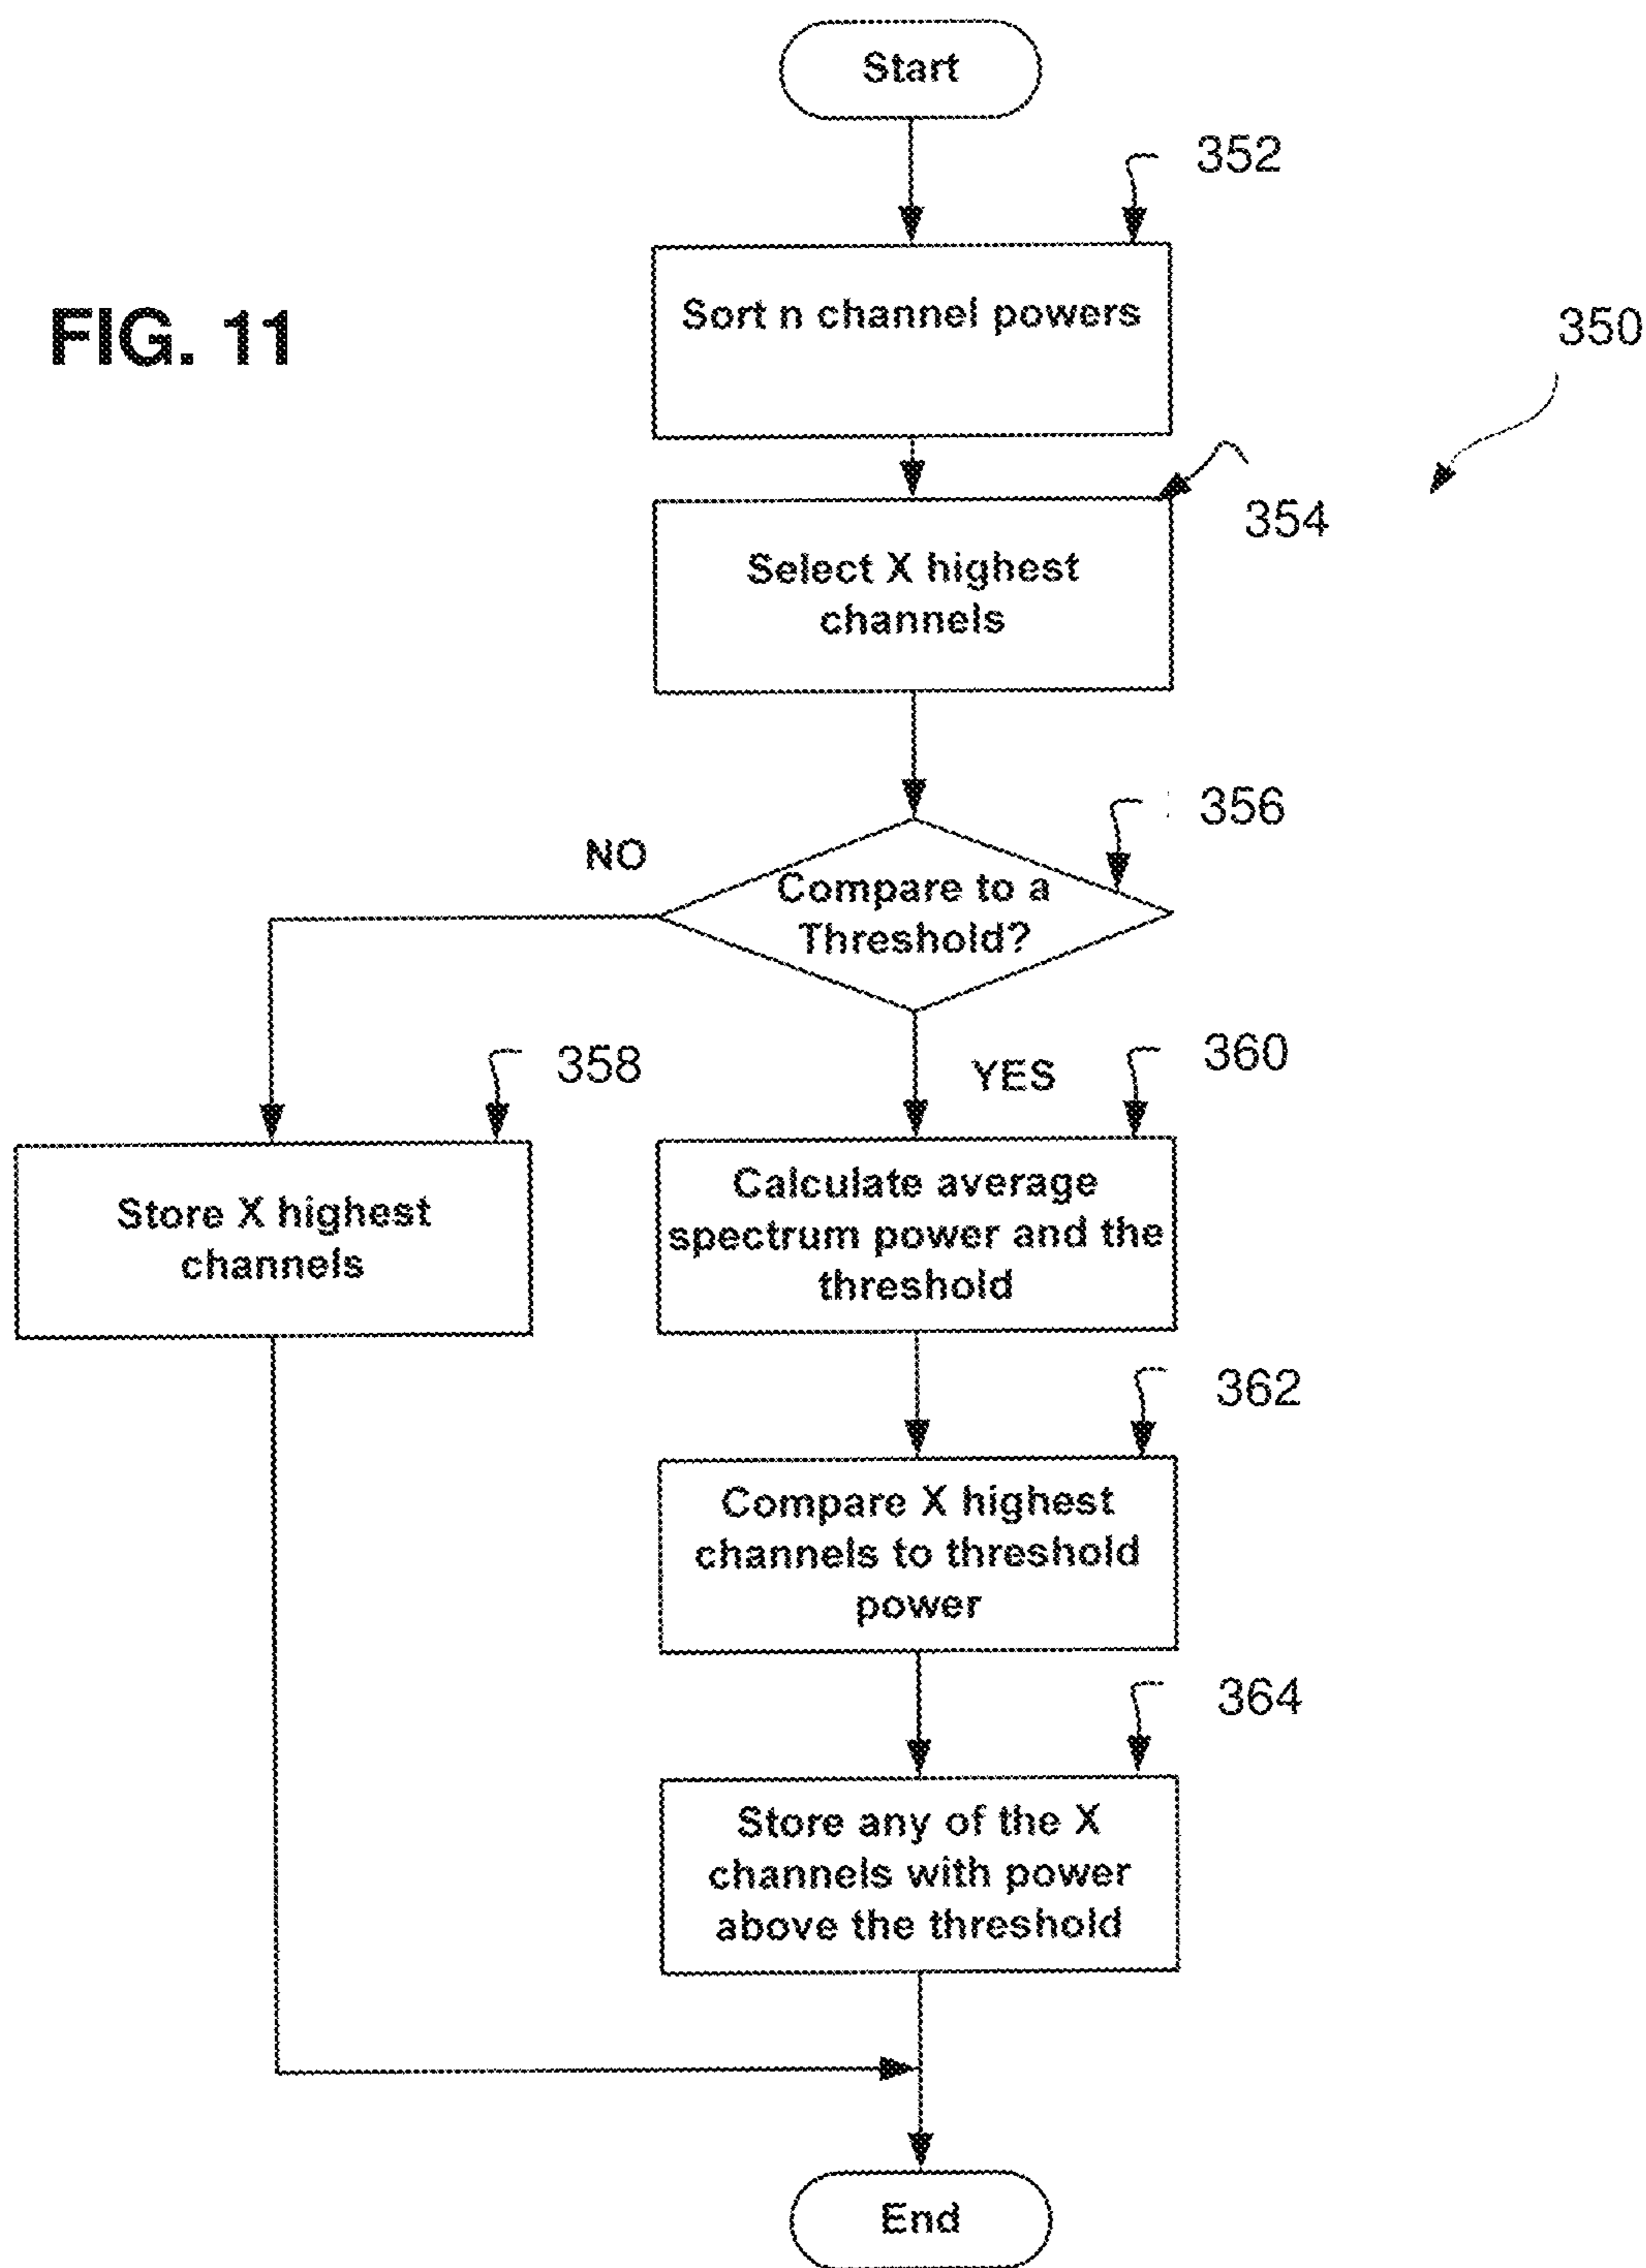 Start
352
FIG. 11
Sort n channel powers
350
354
Select X highest
channels
356
NO
Compare to a
Threshold?
358
YES
360
Store X highest
channels
Calculate average
spectrum power and the
threshold
362
Compare X highest
channels to threshold
power
364
Store any of the X
channels with power
above the threshold
End